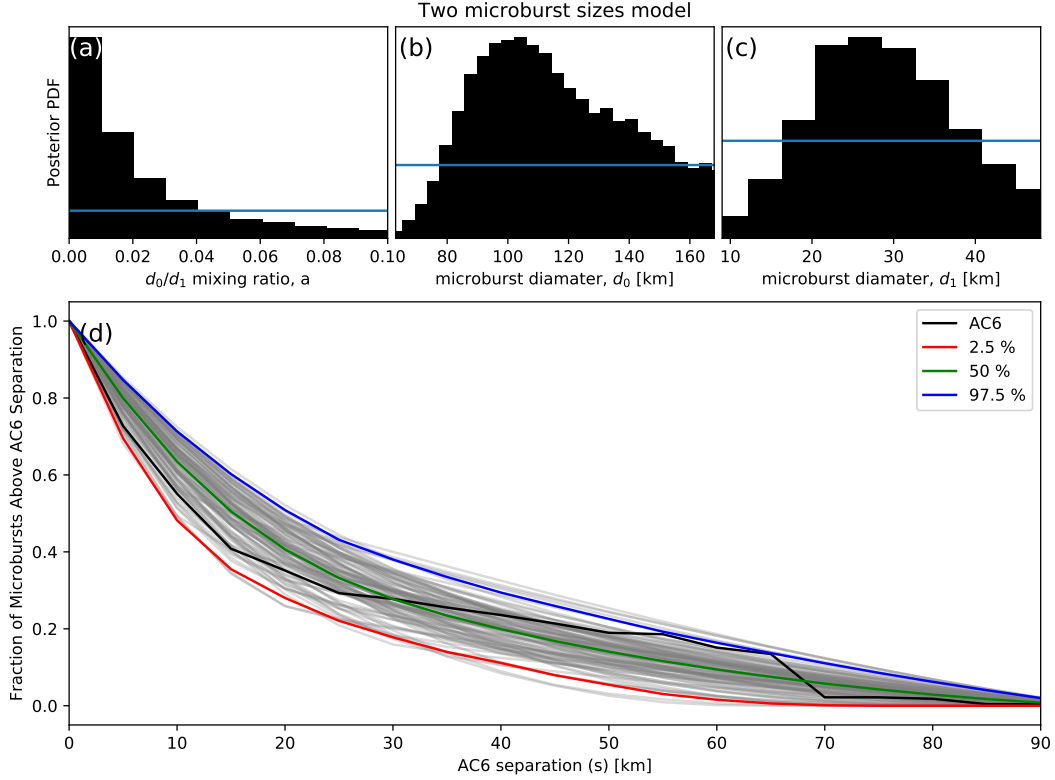 Two microburst sizes model
Posterior PDF
(a)
(b)
(c)
0.00 0.02 0.04 0.06 0.08 0.10
80 100 120 140 160
10 20 30 40
d0/d1 mixing ratio, a
microburst diamater, d0 [km]
microburst diamater, d1 [km]
(d)
Fraction of Microbursts Above AC6 Separation
1.0
0.8
0.6
0.4
0.2
0.0
AC6
2.5 %
50 %
97.5 %
0 10 20 30 40 50 60 70 80 90
AC6 separation (s) [km]